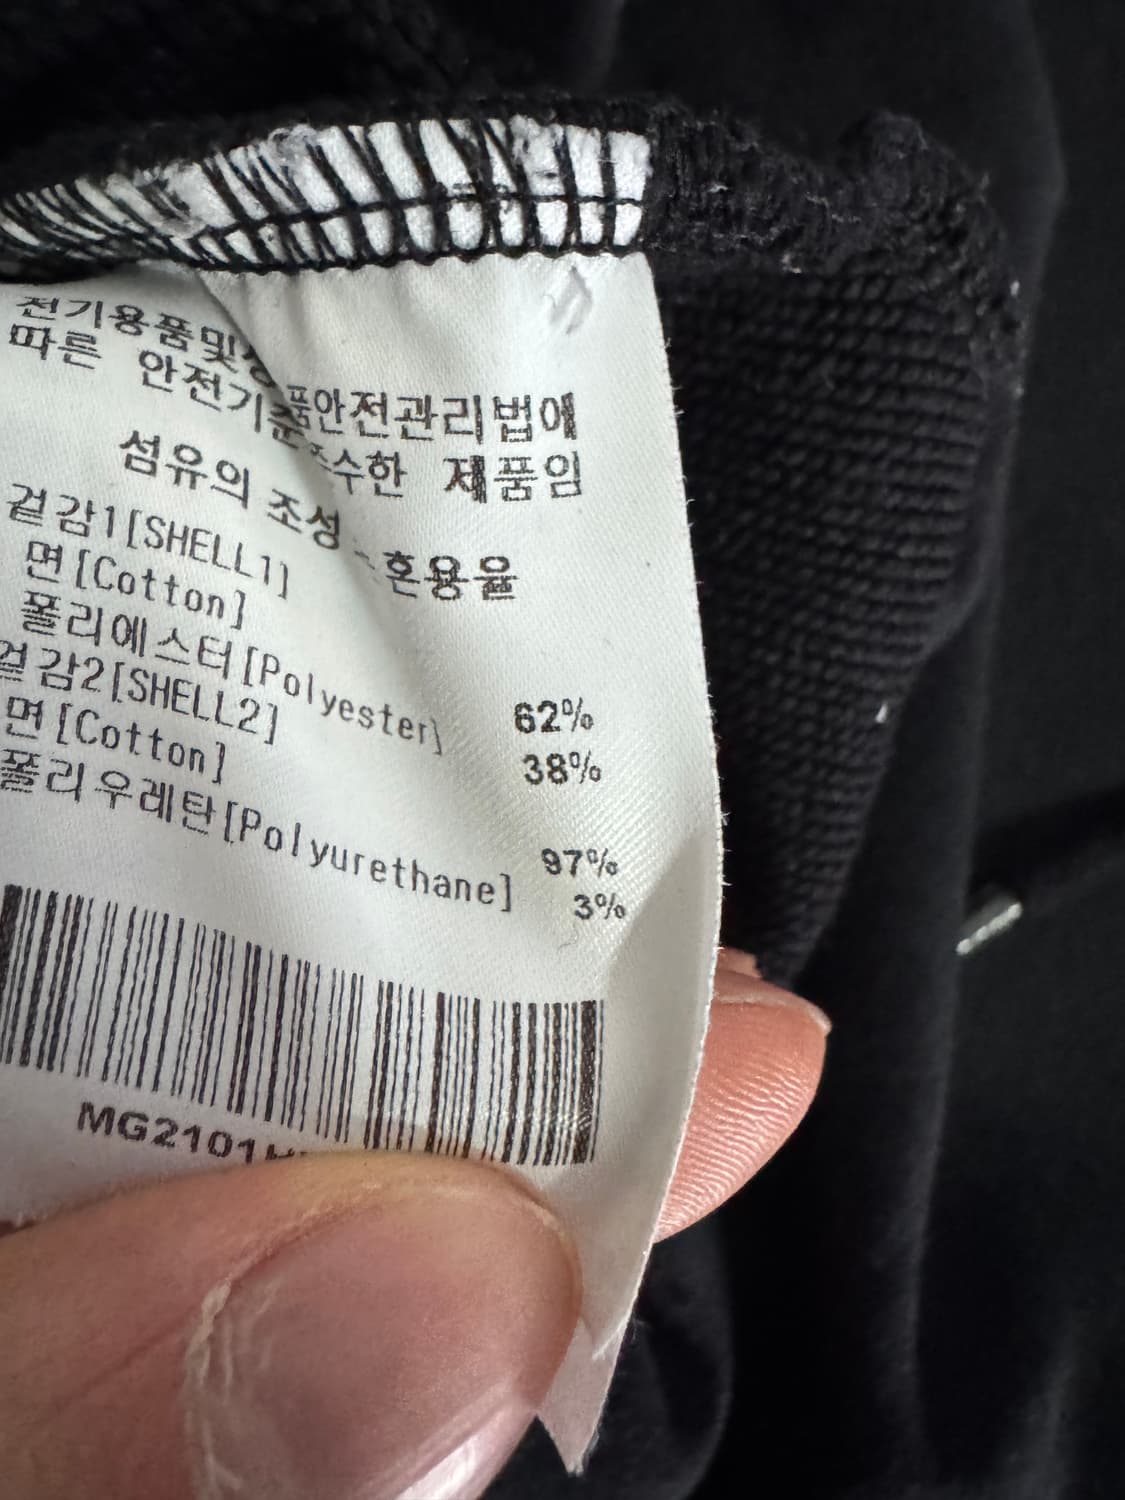 전기용품및생 품안전관리법에
따른 안전기준 준수한 제품임
섬유의 조성 - 혼용율
겉감1[SHELL1]
면[Cotton] 62%
폴리에스터[Polyester] 38%
겉감2[SHELL2]
면[Cotton] 97%
폴리우레탄[Polyurethane] 3%
MG2101